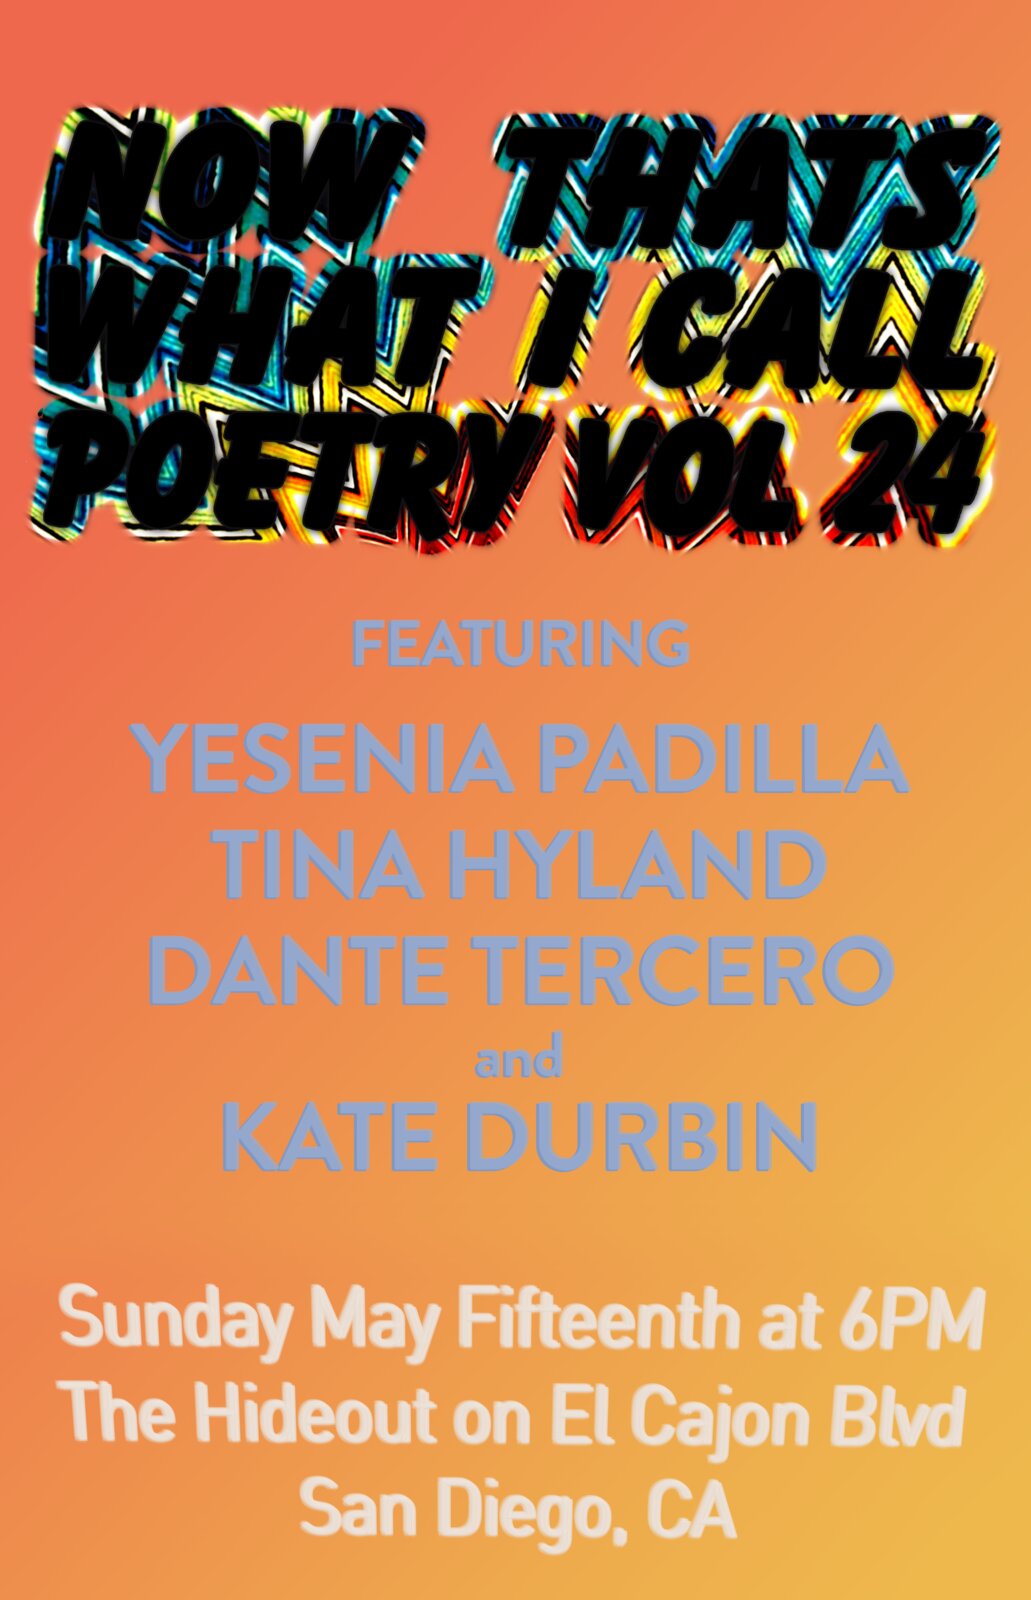 NOW THATS
WHAT I CALL
POETRY VOL 24
FEATURING
YESENIA PADILLA
TINA HYLAND
DANTE TERCERO
and
KATE DURBIN
Sunday May Fifteenth at 6PM
The Hideout on El Cajon Blvd
San Diego, CA